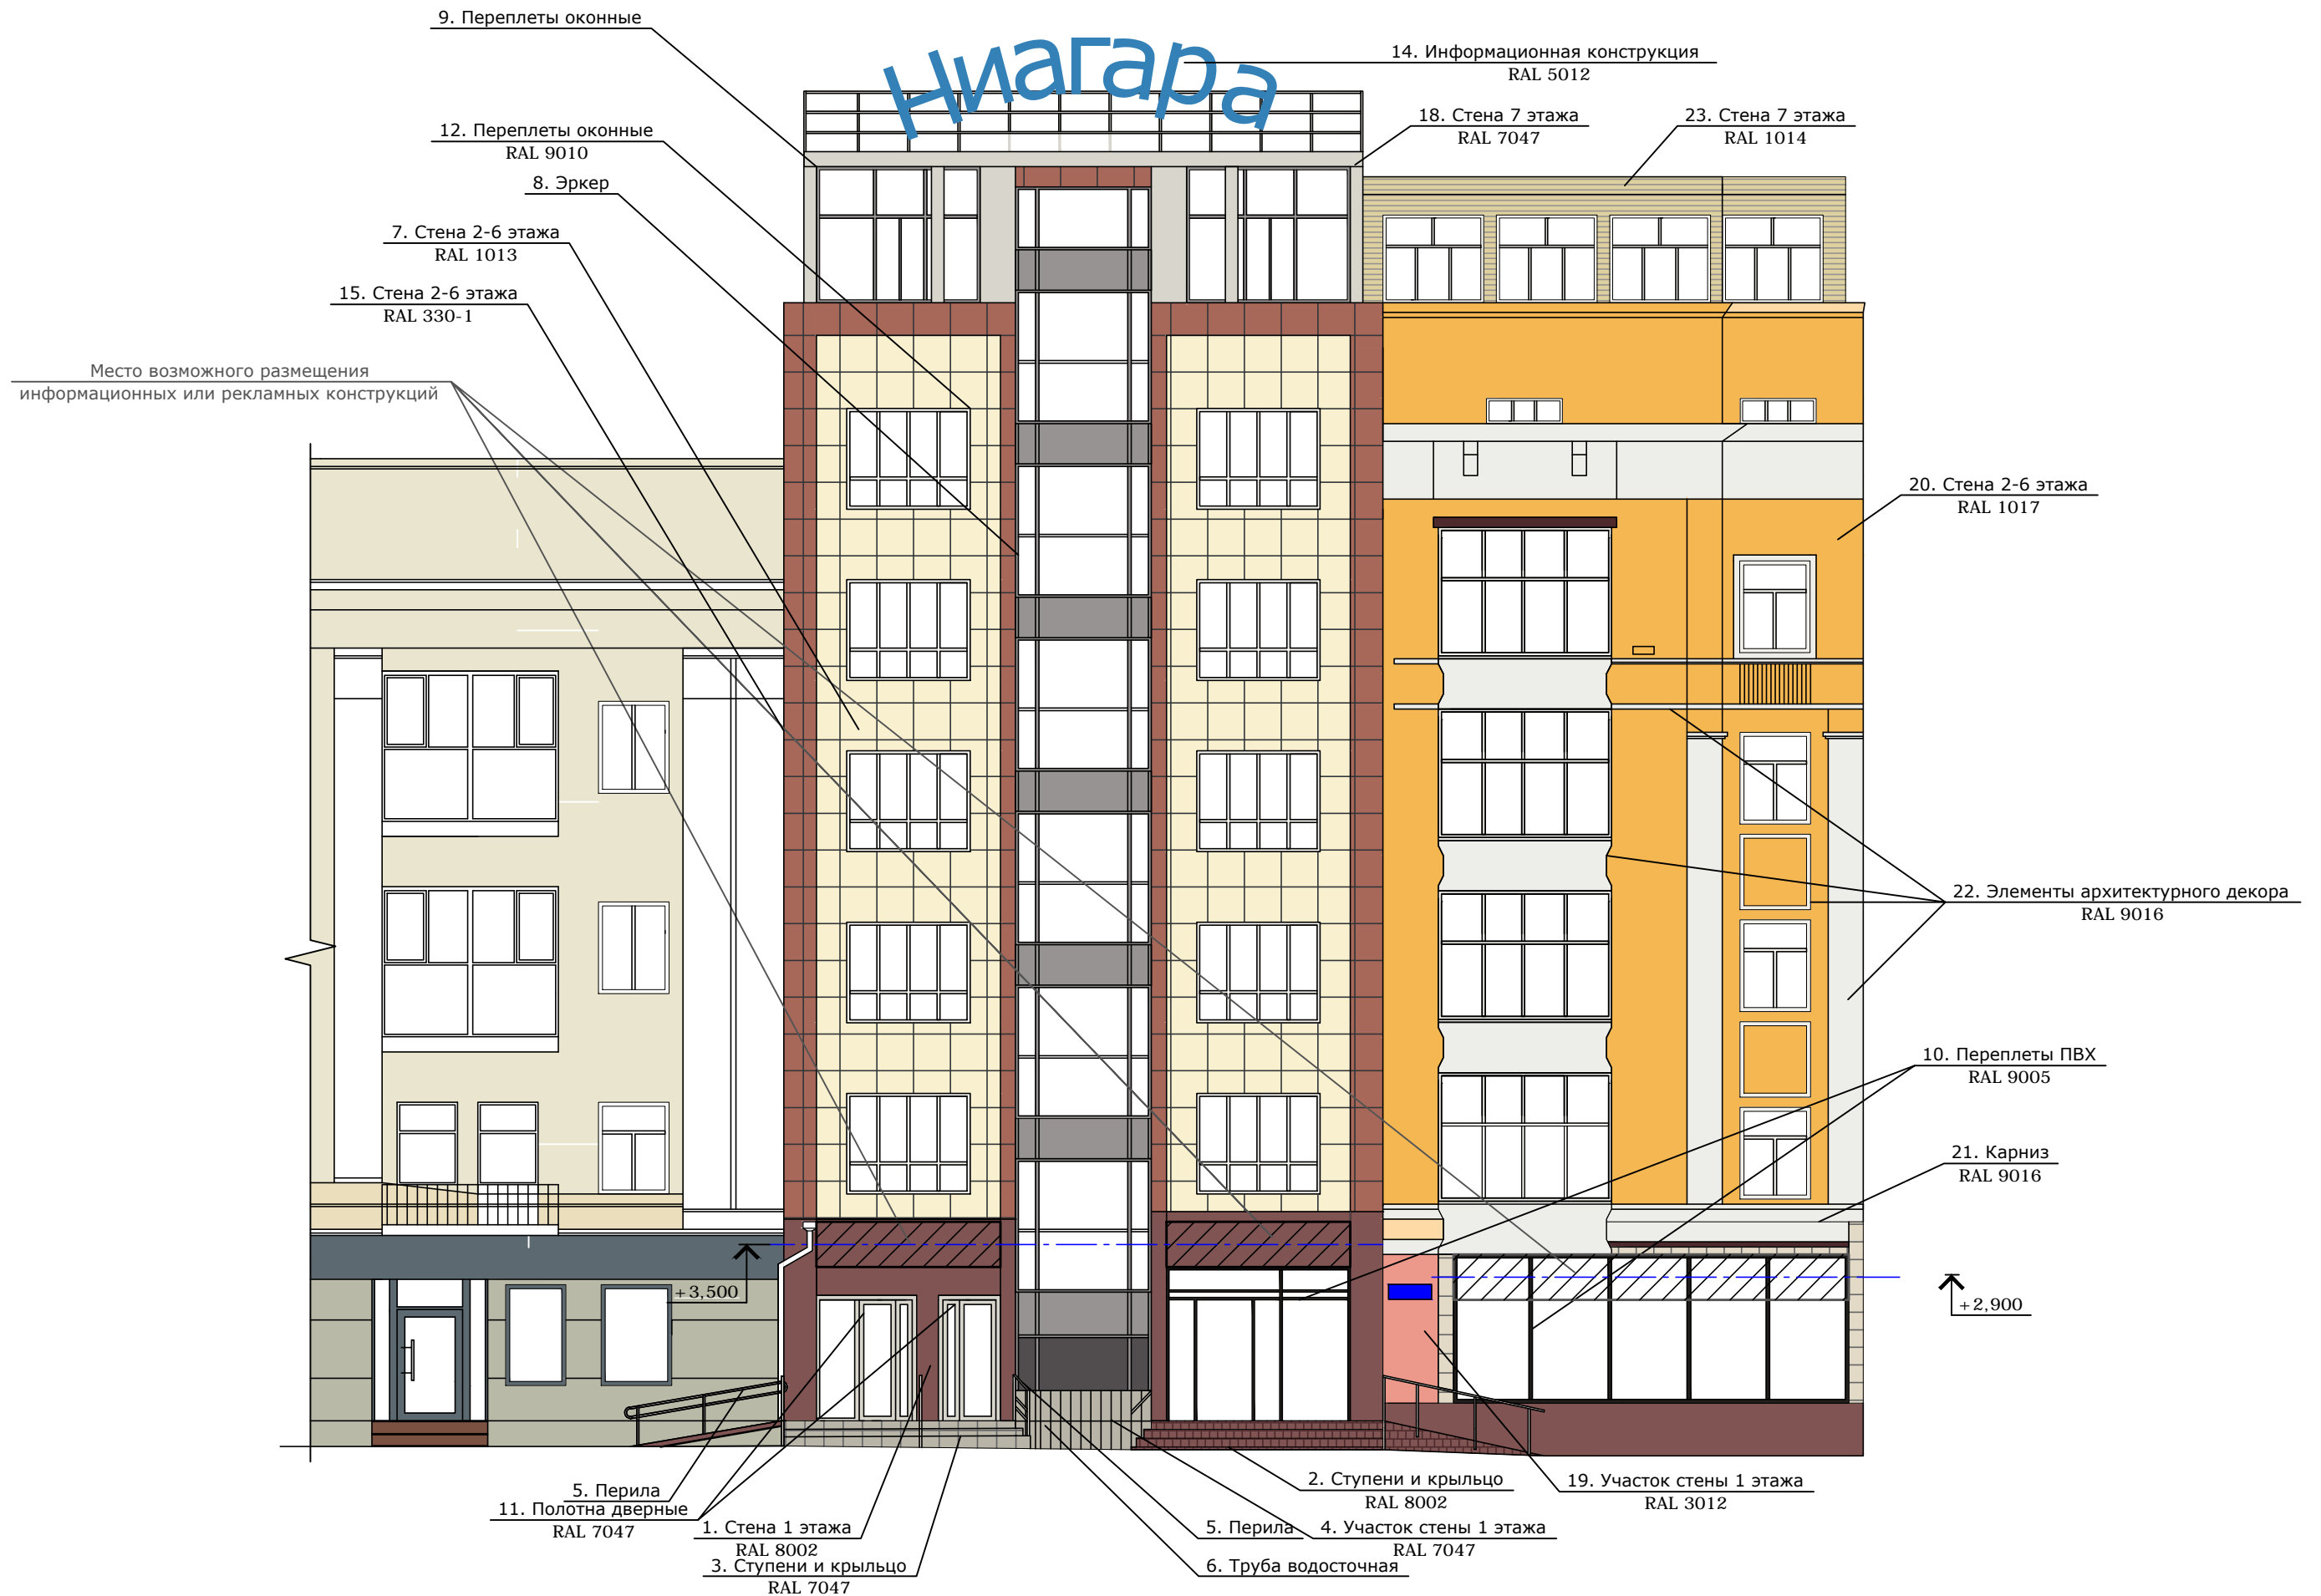 9. Переплеты оконные
Ниагара
14. Информационная конструкция
RAL 5012
12. Переплеты оконные
RAL 9010
18. Стена 7 этажа
RAL 7047
23. Стена 7 этажа
RAL 1014
8. Эркер
7. Стена 2-6 этажа
RAL 1013
15. Стена 2-6 этажа
RAL 330-1
Место возможного размещения
информационных или рекламных конструкций
20. Стена 2-6 этажа
RAL 1017
22. Элементы архитектурного декора
RAL 9016
10. Переплеты ПВХ
RAL 9005
21. Карниз
RAL 9016
+3,500
+2,900
5. Перила
11. Полотна дверные
RAL 7047
1. Стена 1 этажа
RAL 8002
3. Ступени и крыльцо
RAL 7047
2. Ступени и крыльцо
RAL 8002
19. Участок стены 1 этажа
RAL 3012
5. Перила
4. Участок стены 1 этажа
RAL 7047
6. Труба водосточная